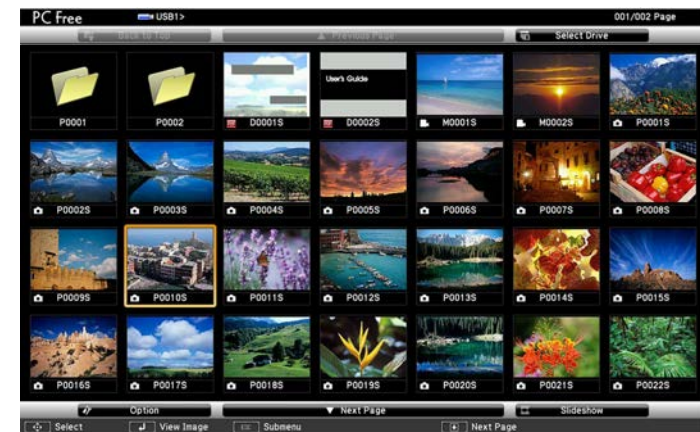 PC Free USB1> 001/002 Page
Back to Top Previous Page Select Drive
User's Guide
P0001 P0002 D0001S D0002S M0001S M0002S P0001S
P0002S P0003S P0004S P0005S P0006S P0007S P0008S
P0009S P0010S P0011S P0012S P0013S P0014S P0015S
P0016S P0017S P0018S P0019S P0020S P0021S P0022S
Option Next Page Slideshow
Select View Image Submenu Next Page